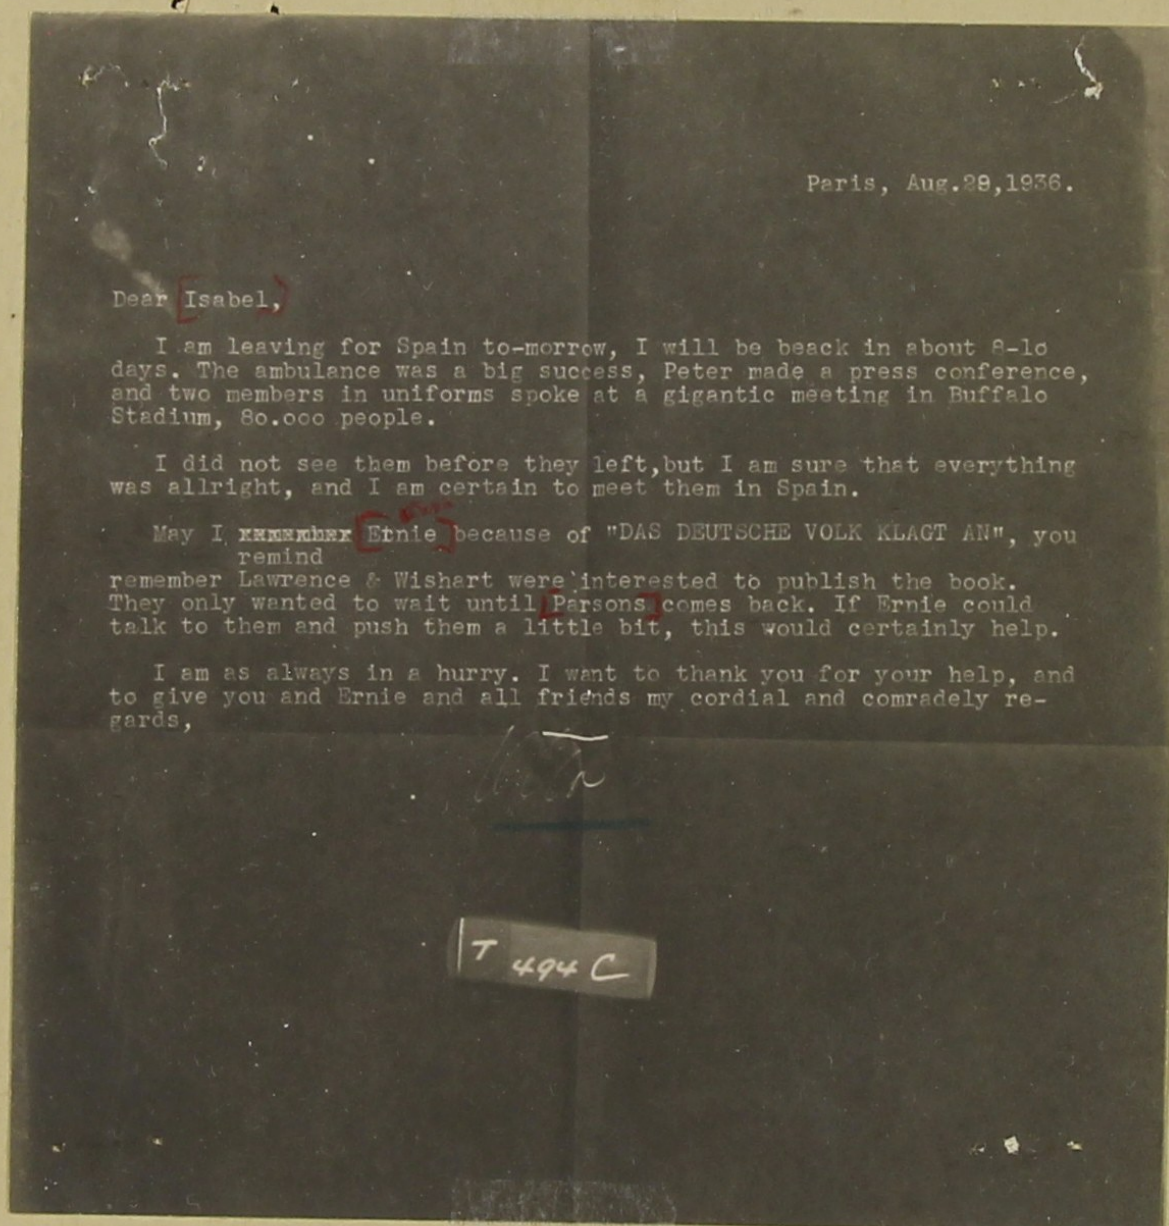 Paris, Aug.29,1936.
Dear Isabel,
I am leaving for Spain to-morrow, I will be beack in about 8-10
days. The ambulance was a big success, Peter made a press conference,
and two members in uniforms spoke at a gigantic meeting in Buffalo
Stadium, 80.000 people.
I did not see them before they left,but I am sure that everything
was allright, and I am certain to meet them in Spain.
May I remember Ernie because of "DAS DEUTSCHE VOLK KLAGT AN", you
remind
remember Lawrence & Wishart were interested to publish the book.
They only wanted to wait until Parsons comes back. If Ernie could
talk to them and push them a little bit, this would certainly help.
I am as always in a hurry. I want to thank you for your help, and
to give you and Ernie and all friends my cordial and comradely re-
gards,
T 494 C